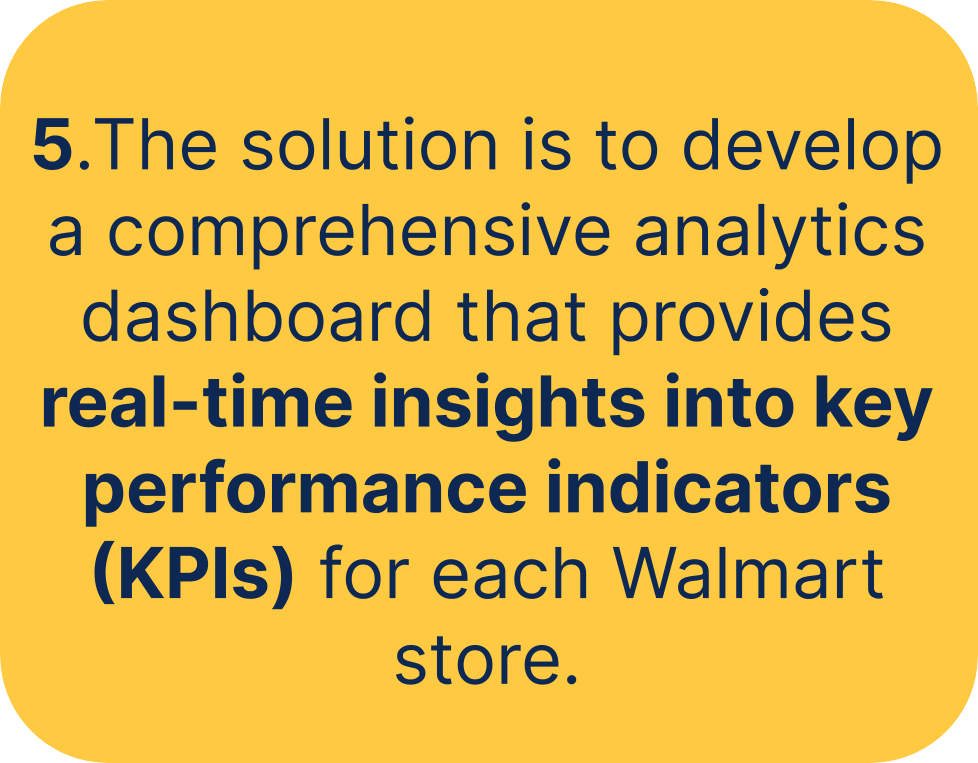 5.The solution is to develop
a comprehensive analytics
dashboard that provides
real-time insights into key
performance indicators
(KPIs) for each Walmart
store.